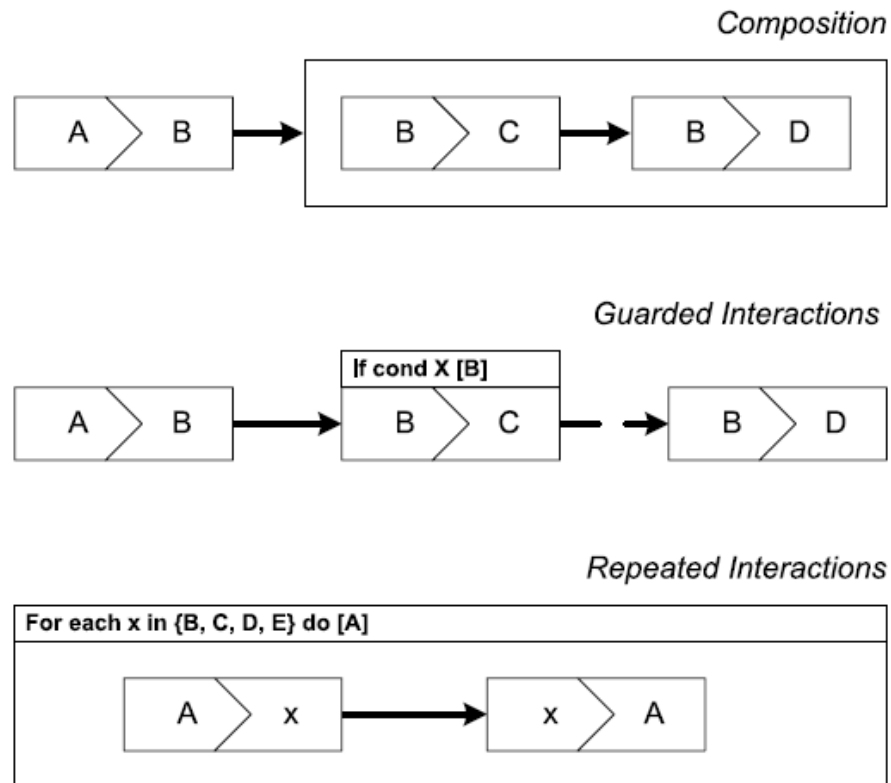 Composition
A B B C B D
Guarded Interactions
If cond X [B]
A B B C B D
Repeated Interactions
For each x in {B, C, D, E} do [A]
A x x A